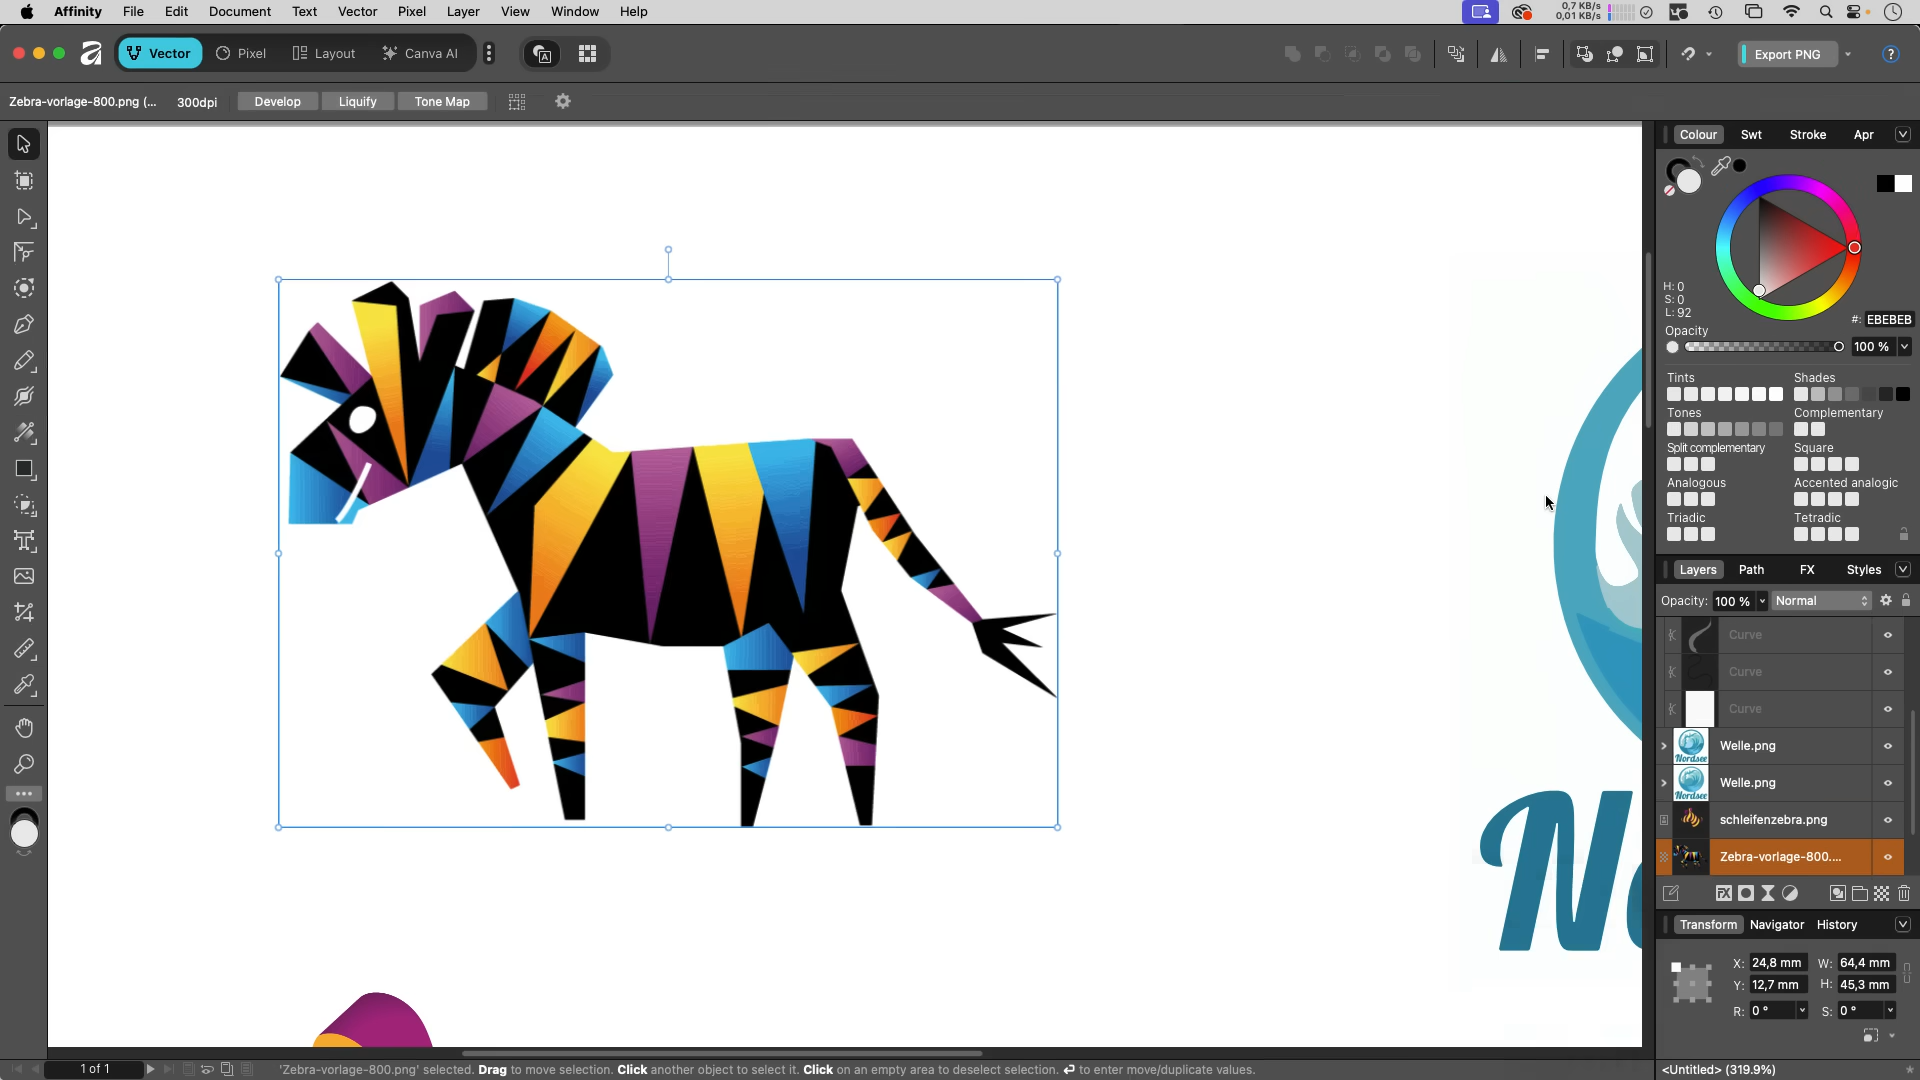 Affinity File Edit Document Text Vector Pixel Layer View Window Help
0,7 KB/s
0,01 KB/s
Vector Pixel Layout Canva AI Export PNG
Zebra-vorlage-800.png (... 300dpi Develop Liquify Tone Map
Colour Swt Stroke Apr
H: 0
S: 0
L: 92
#: EBEBEB
Opacity
100 %
Tints Shades
Tones Complementary
Split complementary Square
Analogous Accented analogic
Triadic Tetradic
Layers Path FX Styles
Opacity: 100 % Normal
Curve
Curve
Curve
Welle.png
Nordsee
Welle.png
Nordsee
schleifenzebra.png
Zebra-vorlage-800....
FX
Transform Navigator History
X: 24,8 mm W: 64,4 mm
Y: 12,7 mm H: 45,3 mm
R: 0 ° S: 0 °
1 of 1
'Zebra-vorlage-800.png' selected. Drag to move selection. Click another object to select it. Click on an empty area to deselect selection. ⏎ to enter move/duplicate values.
<Untitled> (319.9%)